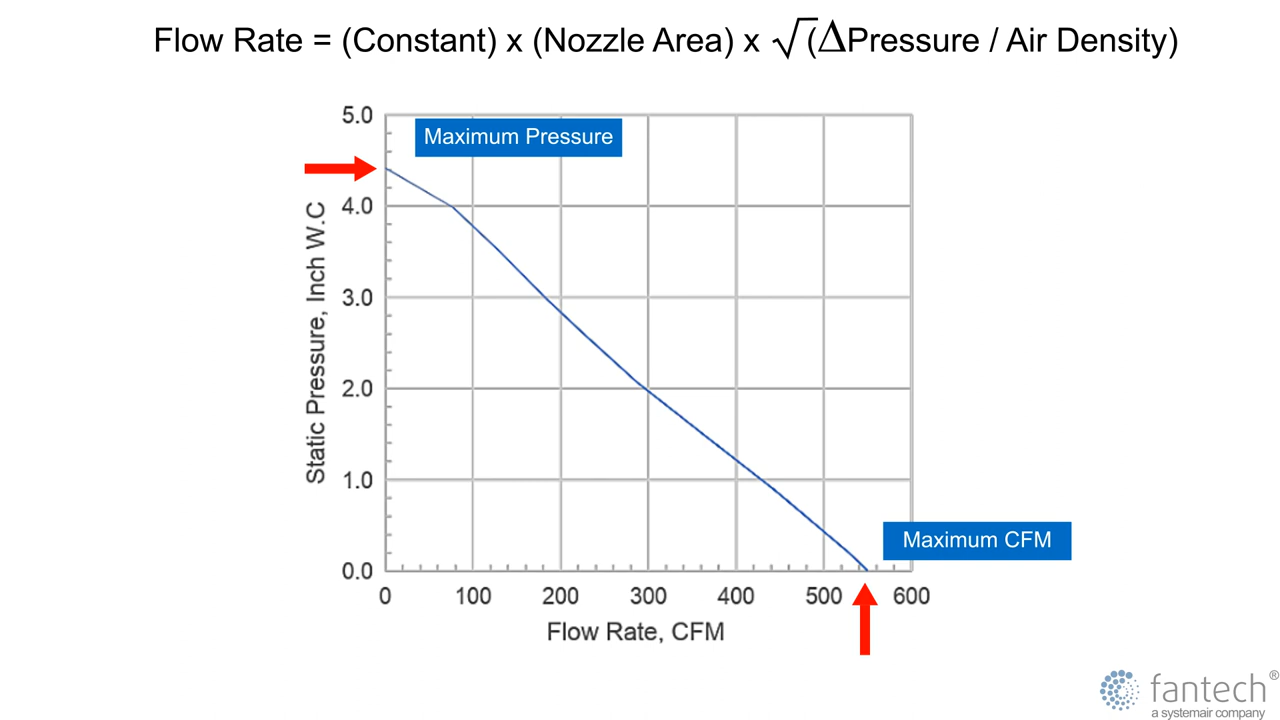 Flow Rate = (Constant) x (Nozzle Area) x √(ΔPressure / Air Density)
5.0
Maximum Pressure
4.0
3.0
2.0
1.0
0.0
Static Pressure, Inch W.C
Maximum CFM
0 100 200 300 400 500 600
Flow Rate, CFM
fantech®
a systemair company